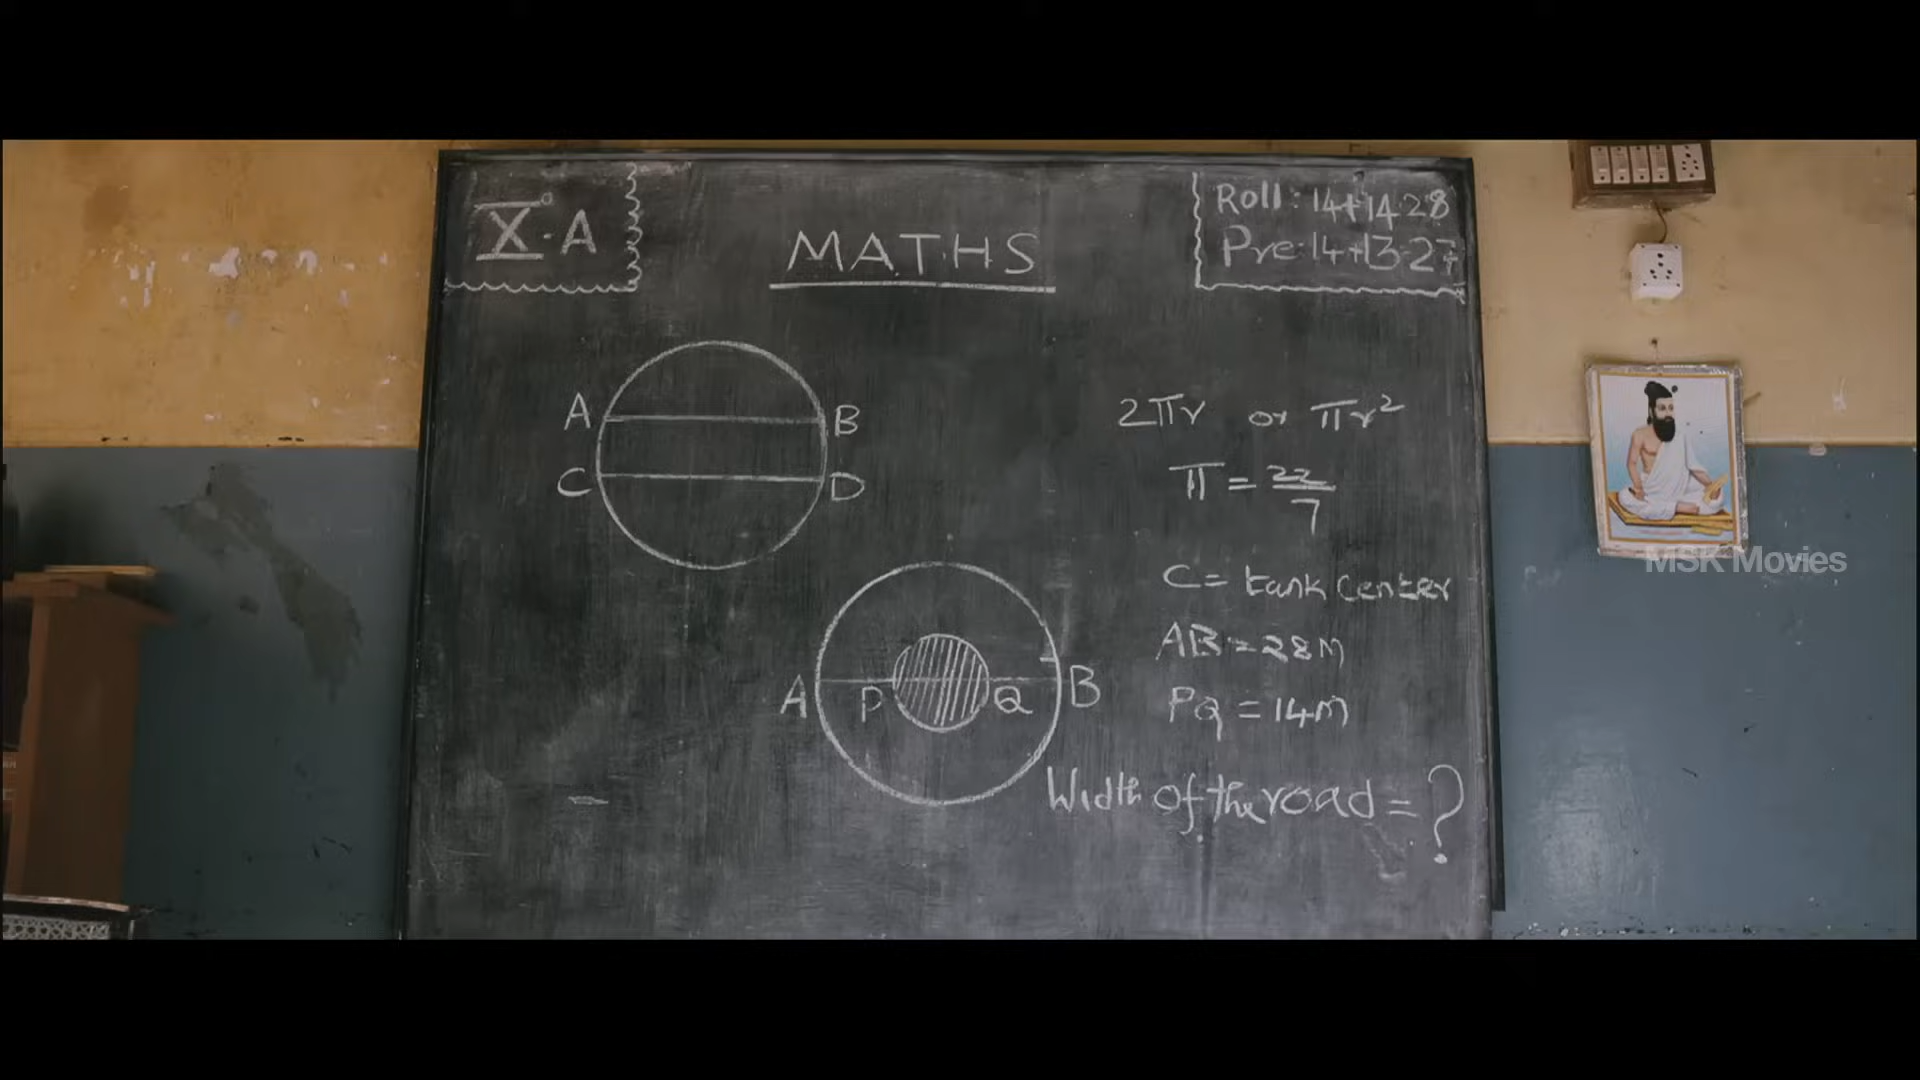 X-A
MATHS
Roll: 14+14 28
Pre: 14+13: 27
A B
C D
2πr or πr²
π = 22/7
C = tank center
AB = 28m
PQ = 14m
A P Q B
Width of the road = ?
MSK Movies